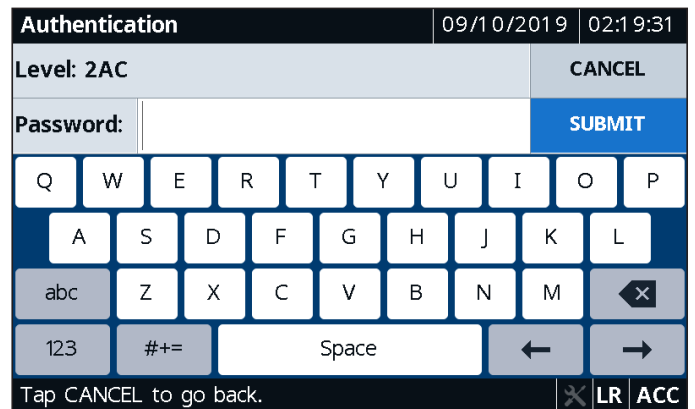 Authentication 09/10/2019 02:19:31
Level: 2AC CANCEL
Password: SUBMIT
Q W E R T Y U I O P
A S D F G H J K L
abc Z X C V B N M
123 #+= Space ← →
Tap CANCEL to go back. LR ACC